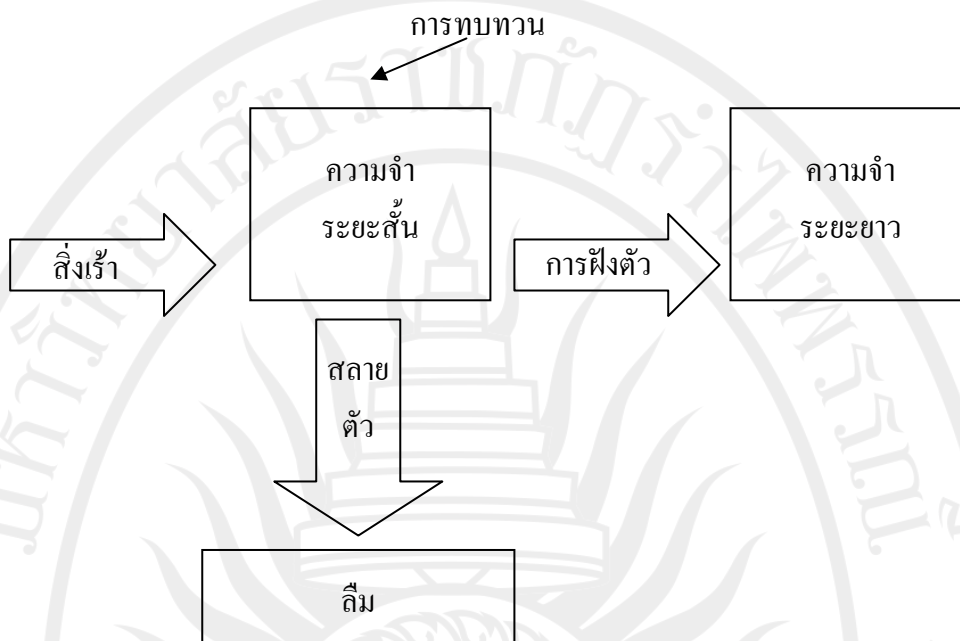 การทบทวน
ความจำ
ระยะสั้น
ความจำ
ระยะยาว
สิ่งเร้า
การฝังตัว
สลาย
ตัว
ลืม